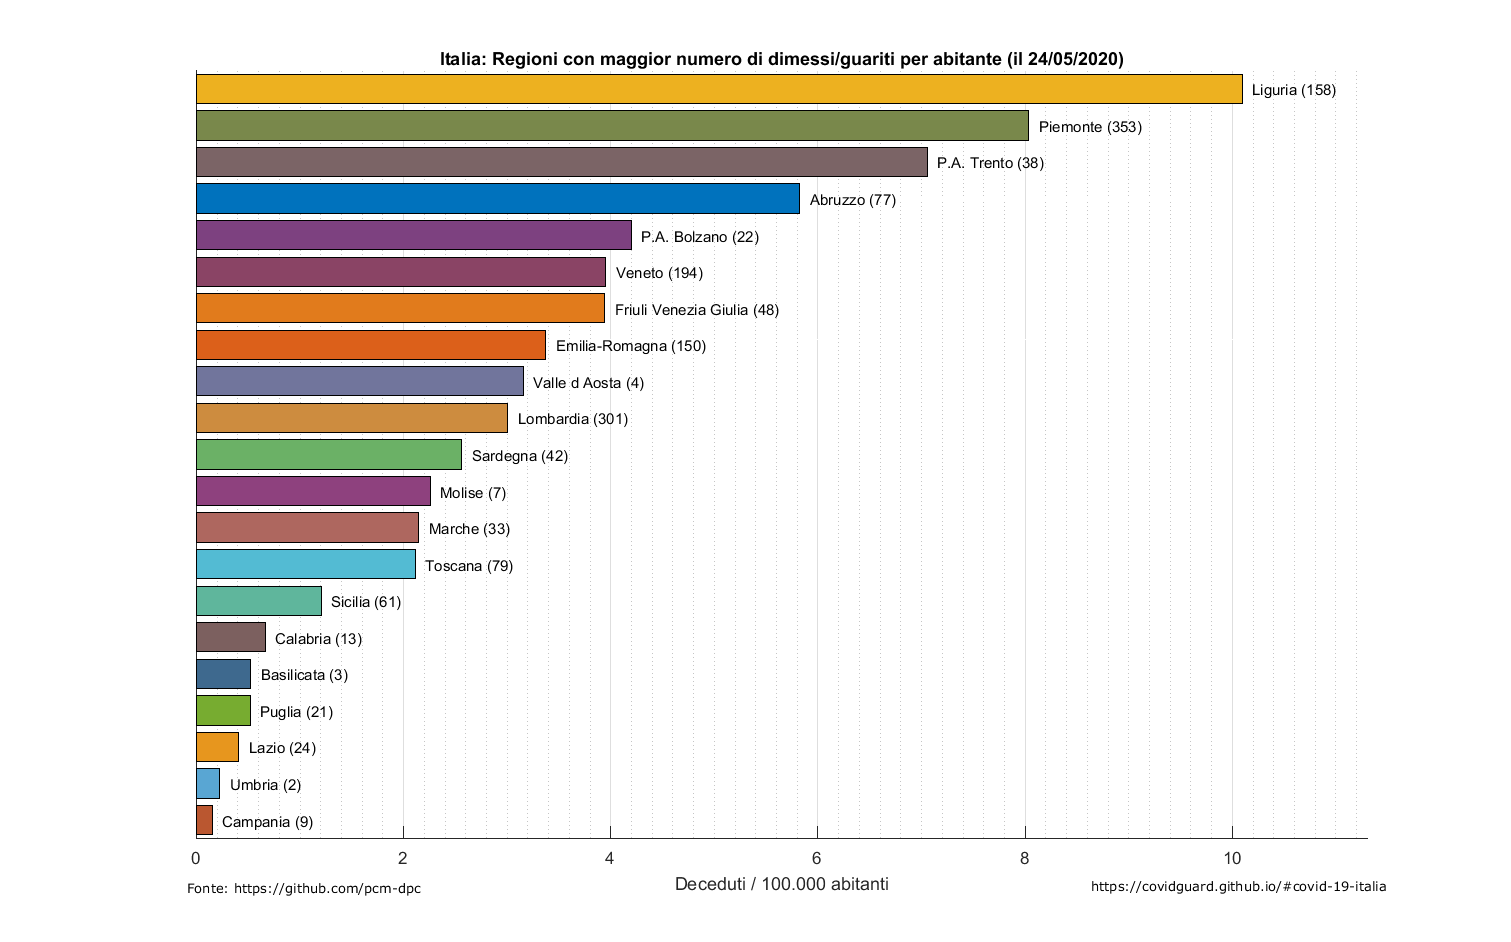 Italia: Regioni con maggior numero di dimessi/guariti per abitante (il 24/05/2020)
Liguria (158)
Piemonte (353)
P.A. Trento (38)
Abruzzo (77)
P.A. Bolzano (22)
Veneto (194)
Friuli Venezia Giulia (48)
Emilia-Romagna (150)
Valle d Aosta (4)
Lombardia (301)
Sardegna (42)
Molise (7)
Marche (33)
Toscana (79)
Sicilia (61)
Calabria (13)
Basilicata (3)
Puglia (21)
Lazio (24)
Umbria (2)
Campania (9)
0 2 4 6 8 10
Deceduti / 100.000 abitanti
Fonte: https://github.com/pcm-dpc
https://covidguard.github.io/#covid-19-italia